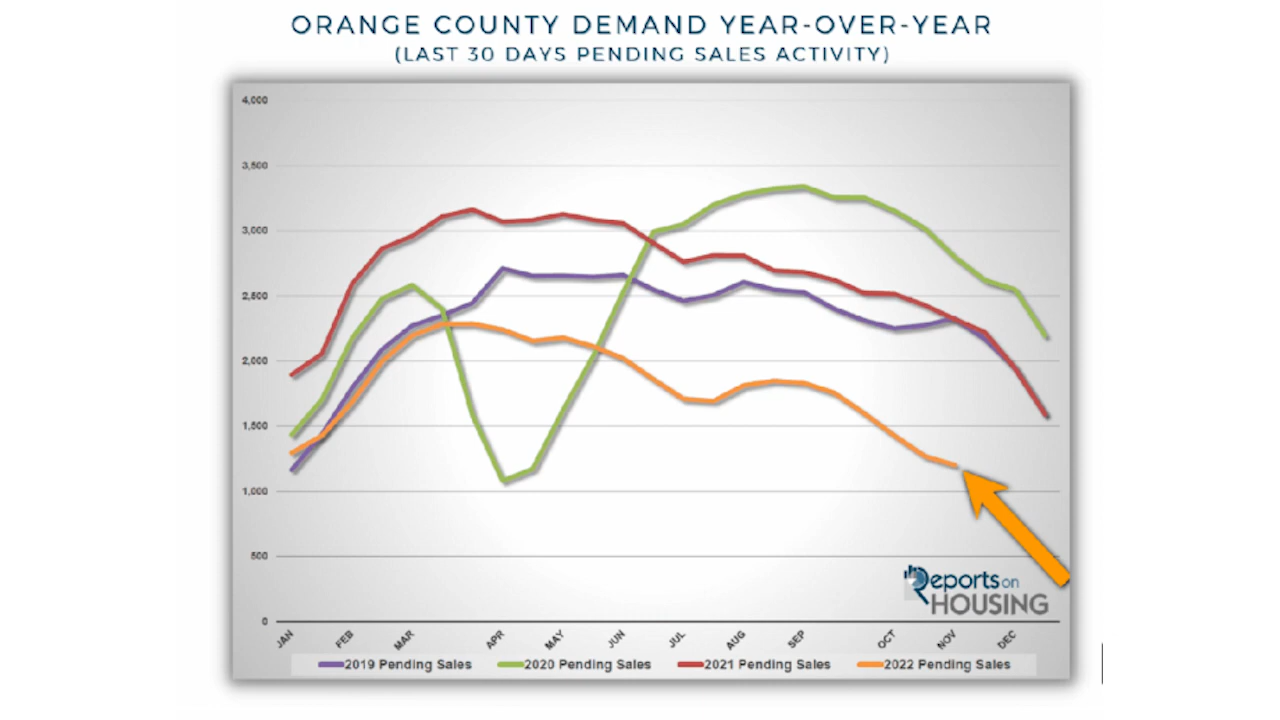 ORANGE COUNTY DEMAND YEAR-OVER-YEAR
(LAST 30 DAYS PENDING SALES ACTIVITY)
4,000
3,500
3,000
2,500
2,000
1,500
1,000
500
0
Reports on
HOUSING
JAN FEB MAR APR MAY JUN JUL AUG SEP OCT NOV DEC
2019 Pending Sales 2020 Pending Sales 2021 Pending Sales 2022 Pending Sales